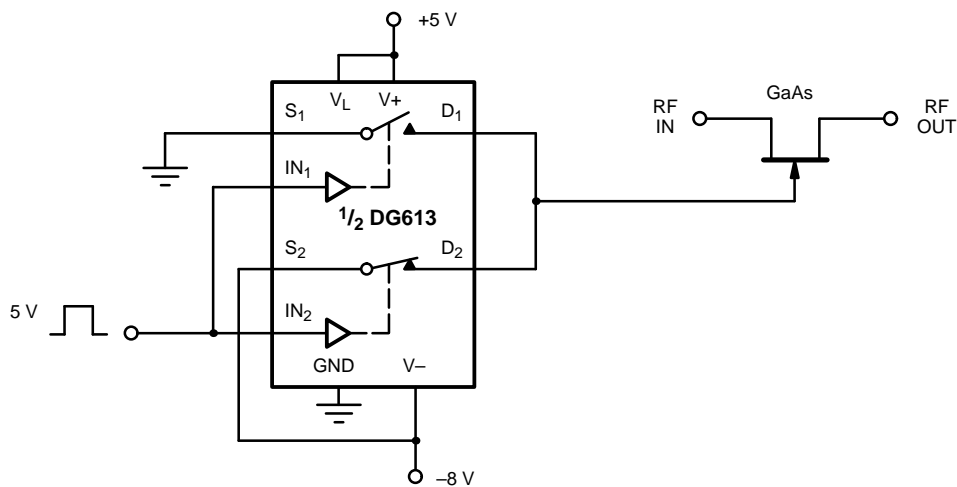 +5 V
GaAs
S1
VL
V+
D1
RF
IN
RF
OUT
IN1
1/2 DG613
S2
D2
5 V
IN2
GND
V–
–8 V